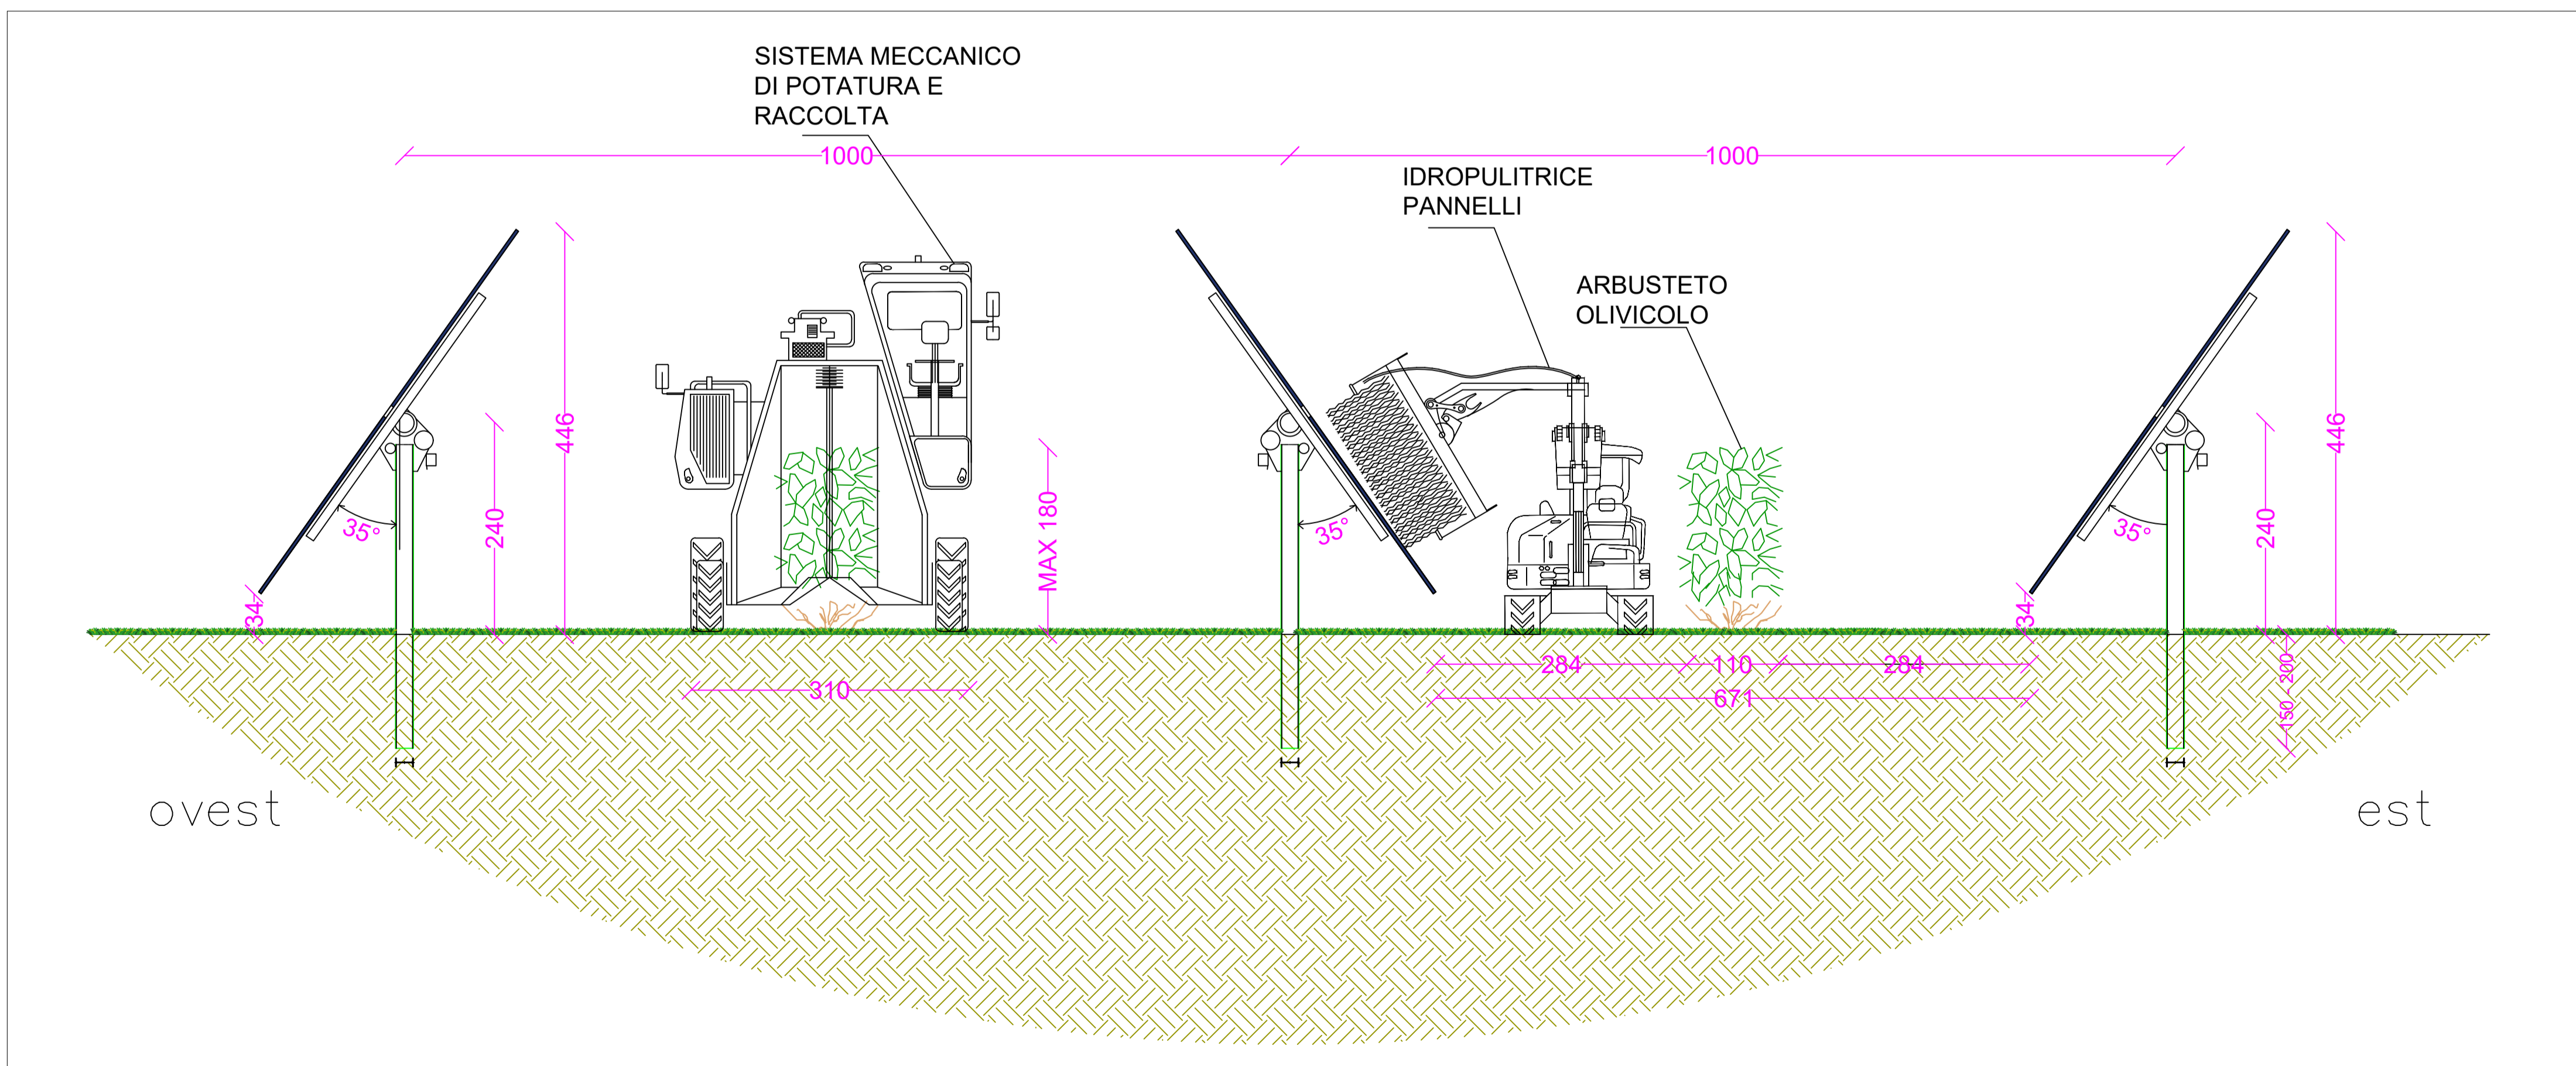 SISTEMA MECCANICO
DI POTATURA E
RACCOLTA
1000
1000
IDROPULITRICE
PANNELLI
ARBUSTETO
OLIVICOLO
446
240
35°
34
MAX 180
35°
446
240
35°
34
284
110
284
310
671
150 - 200
ovest
est